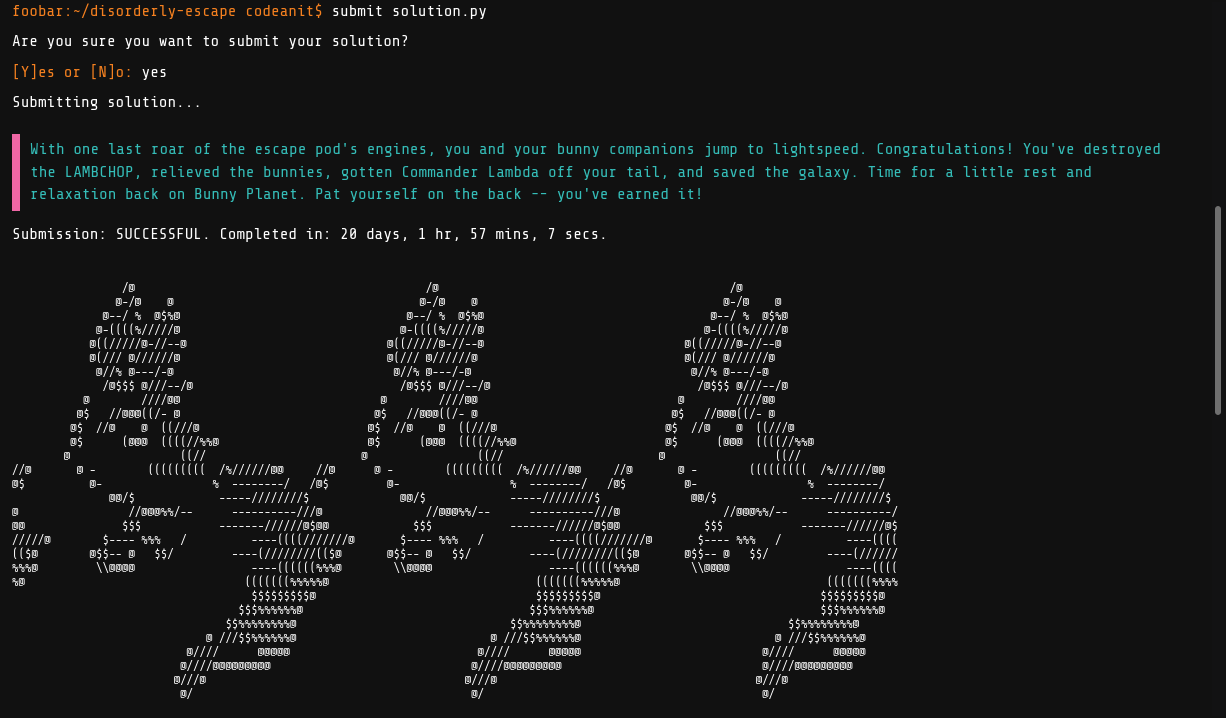 foobar:~/disorderly-escape codeanit$ submit solution.py
Are you sure you want to submit your solution?
[Y]es or [N]o: yes
Submitting solution...
With one last roar of the escape pod's engines, you and your bunny companions jump to lightspeed. Congratulations! You've destroyed
the LAMBCHOP, relieved the bunnies, gotten Commander Lambda off your tail, and saved the galaxy. Time for a little rest and
relaxation back on Bunny Planet. Pat yourself on the back -- you've earned it!
Submission: SUCCESSFUL. Completed in: 20 days, 1 hr, 57 mins, 7 secs.